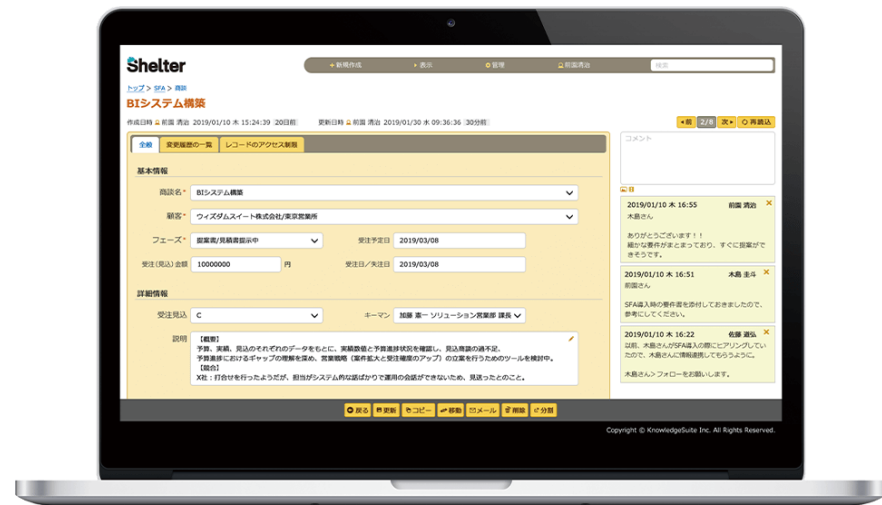 Shelter
+新規作成
▸表示
管理
前園清治
検索
トップ > SFA > 商談
BIシステム構築
作成日時 前園 清治 2019/01/10 木 15:24:39 20日前 更新日時 前園 清治 2019/01/30 水 09:36:36 30分前
◂前 2/8 次▸ 再読込
全般 変更履歴の一覧 レコードのアクセス制限
基本情報
商談名* BIシステム構築
顧客* ウィズダムスイート株式会社/東京営業所
フェーズ* 提案書/見積書提示中 受注予定日 2019/03/08
受注(見込)金額 10000000 円 受注日/失注日 2019/03/08
詳細情報
受注見込 C キーマン 加藤 憲一 ソリューション営業部 課長
説明 【概要】
予算、実績、見込のそれぞれのデータをもとに、実績数値と予算進捗状況を確認し、見込商談の過不足、
予算進捗におけるギャップの理解を深め、営業戦略（案件拡大と受注確度のアップ）の立案を行うためのツールを検討中。
【競合】
X社：打合せを行ったようだが、担当がシステム的な話ばかりで運用の会話ができないため、見送ったとのこと。
コメント
2019/01/10 木 16:55 前園 清治 ×
木島さん
ありがとうございます！！
細かな要件がまとまっており、すぐに提案がで
きそうです。
2019/01/10 木 16:51 木島 圭斗 ×
前園さん
SFA導入時の要件書を添付しておきましたので、
参考にしてください。
2019/01/10 木 16:22 佐藤 道弘 ×
以前、木島さんがSFA導入の際にヒアリングしてい
たので、木島さんに情報連携してもらうように。
木島さん> フォローをお願いします。
戻る 更新 コピー 移動 メール 削除 分割
Copyright © KnowledgeSuite Inc. All Rights Reserved.